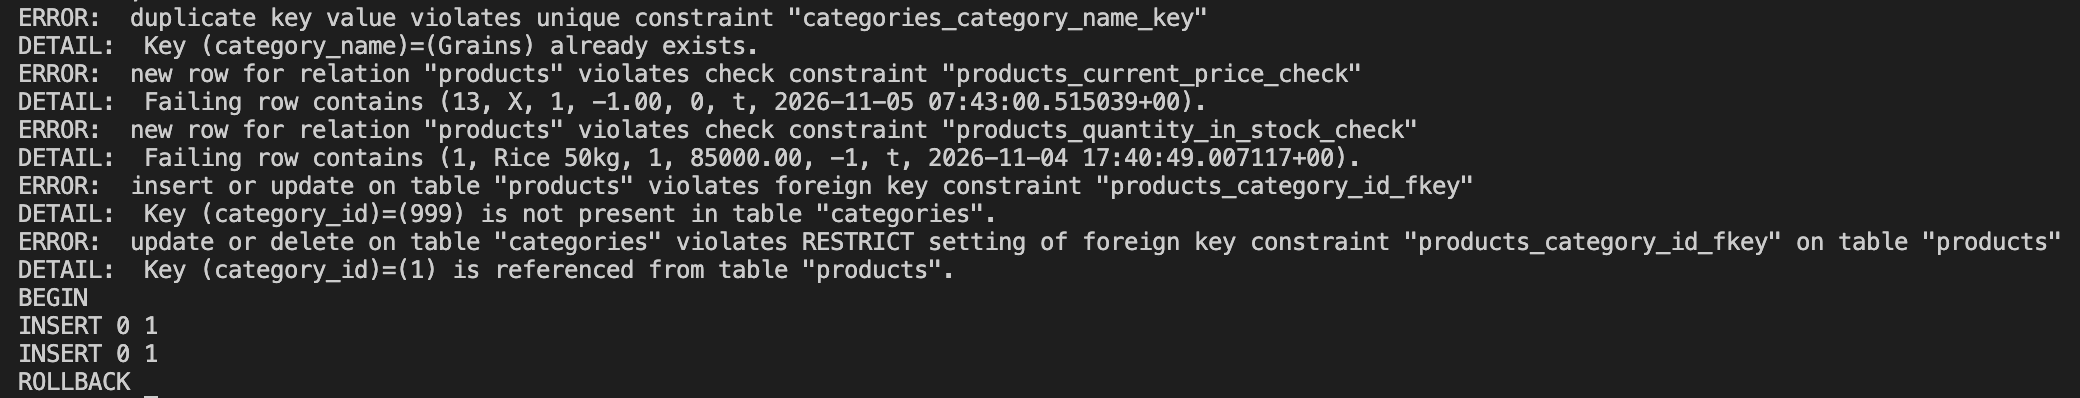 ERROR:  duplicate key value violates unique constraint "categories_category_name_key"
DETAIL:  Key (category_name)=(Grains) already exists.
ERROR:  new row for relation "products" violates check constraint "products_current_price_check"
DETAIL:  Failing row contains (13, X, 1, -1.00, 0, t, 2026-11-05 07:43:00.515039+00).
ERROR:  new row for relation "products" violates check constraint "products_quantity_in_stock_check"
DETAIL:  Failing row contains (1, Rice 50kg, 1, 85000.00, -1, t, 2026-11-04 17:40:49.007117+00).
ERROR:  insert or update on table "products" violates foreign key constraint "products_category_id_fkey"
DETAIL:  Key (category_id)=(999) is not present in table "categories".
ERROR:  update or delete on table "categories" violates RESTRICT setting of foreign key constraint "products_category_id_fkey" on table "products"
DETAIL:  Key (category_id)=(1) is referenced from table "products".
BEGIN
INSERT 0 1
INSERT 0 1
ROLLBACK